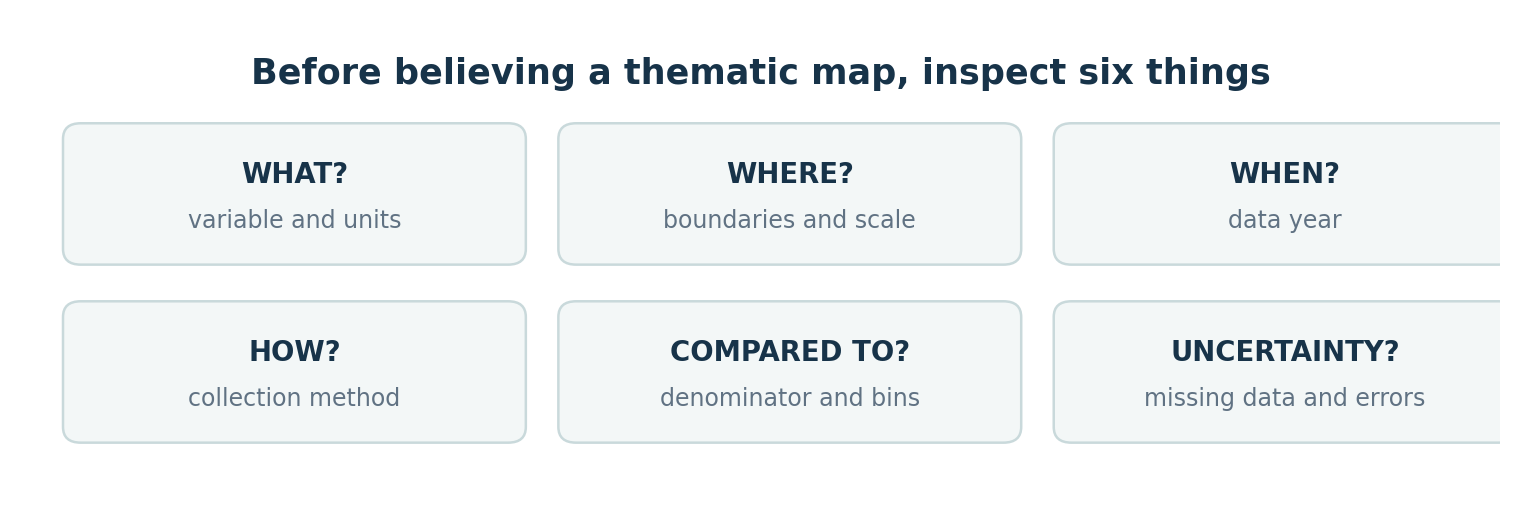 Before believing a thematic map, inspect six things
WHAT?
variable and units
WHERE?
boundaries and scale
WHEN?
data year
HOW?
collection method
COMPARED TO?
denominator and bins
UNCERTAINTY?
missing data and errors